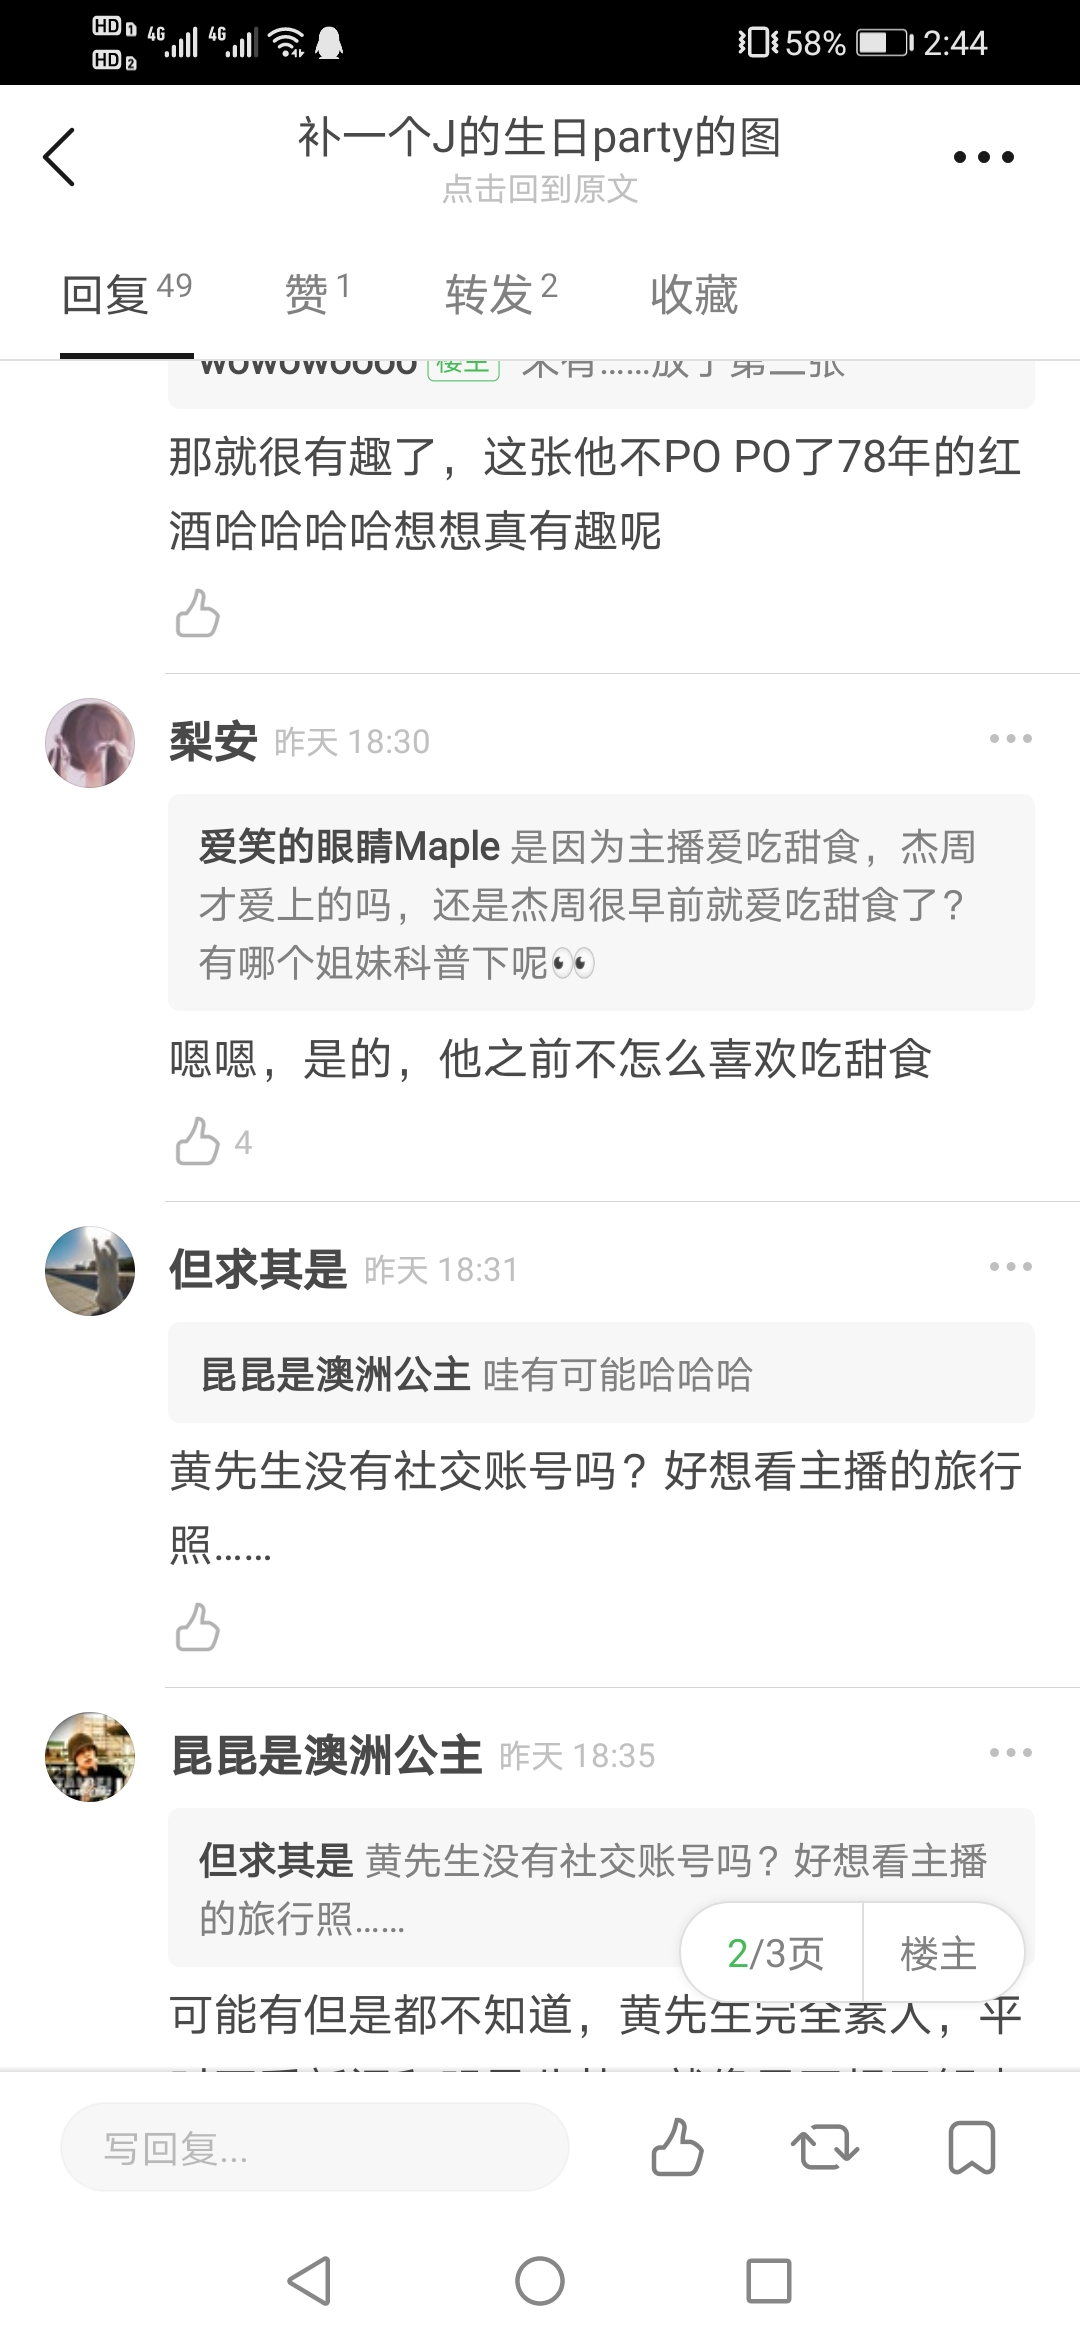 HD 1 4G 4G 58% 2:44
HD 2
补一个J的生日party的图
点击回到原文
回复 49 赞 1 转发 2 收藏
wowowoooo 楼主 未有……放了第二张
那就很有趣了，这张他不PO PO了78年的红
酒哈哈哈哈想想真有趣呢
梨安 昨天 18:30
爱笑的眼睛Maple 是因为主播爱吃甜食，杰周
才爱上的吗，还是杰周很早前就爱吃甜食了？
有哪个姐妹科普下呢👀
嗯嗯，是的，他之前不怎么喜欢吃甜食
4
但求其是 昨天 18:31
昆昆是澳洲公主 哇有可能哈哈哈
黄先生没有社交账号吗？好想看主播的旅行
照……
昆昆是澳洲公主 昨天 18:35
但求其是 黄先生没有社交账号吗？好想看主播
的旅行照……
2/3页 楼主
可能有但是都不知道，黄先生完全素人，平
写回复...